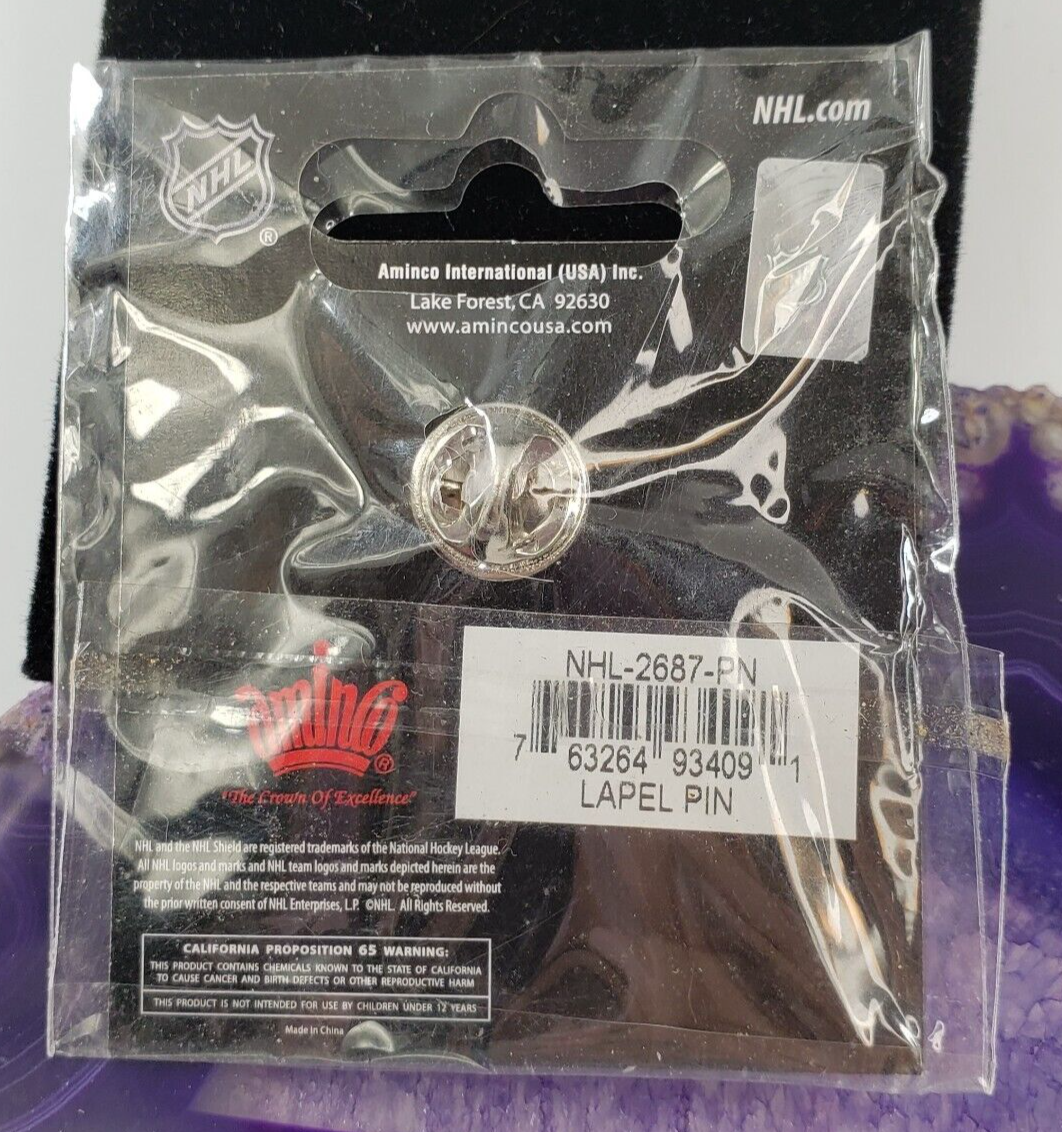 NHL
®
NHL.com
Aminco International (USA) Inc.
Lake Forest, CA 92630
www.amincousa.com
aminco®
"The Crown Of Excellence"
NHL-2687-PN
7 63264 93409 1
LAPEL PIN
NHL and the NHL Shield are registered trademarks of the National Hockey League.
All NHL logos and marks and NHL team logos and marks depicted herein are the
property of the NHL and the respective teams and may not be reproduced without
the prior written consent of NHL Enterprises, L.P. ©NHL. All Rights Reserved.
CALIFORNIA PROPOSITION 65 WARNING:
THIS PRODUCT CONTAINS CHEMICALS KNOWN TO THE STATE OF CALIFORNIA
TO CAUSE CANCER AND BIRTH DEFECTS OR OTHER REPRODUCTIVE HARM
THIS PRODUCT IS NOT INTENDED FOR USE BY CHILDREN UNDER 12 YEARS
Made in China